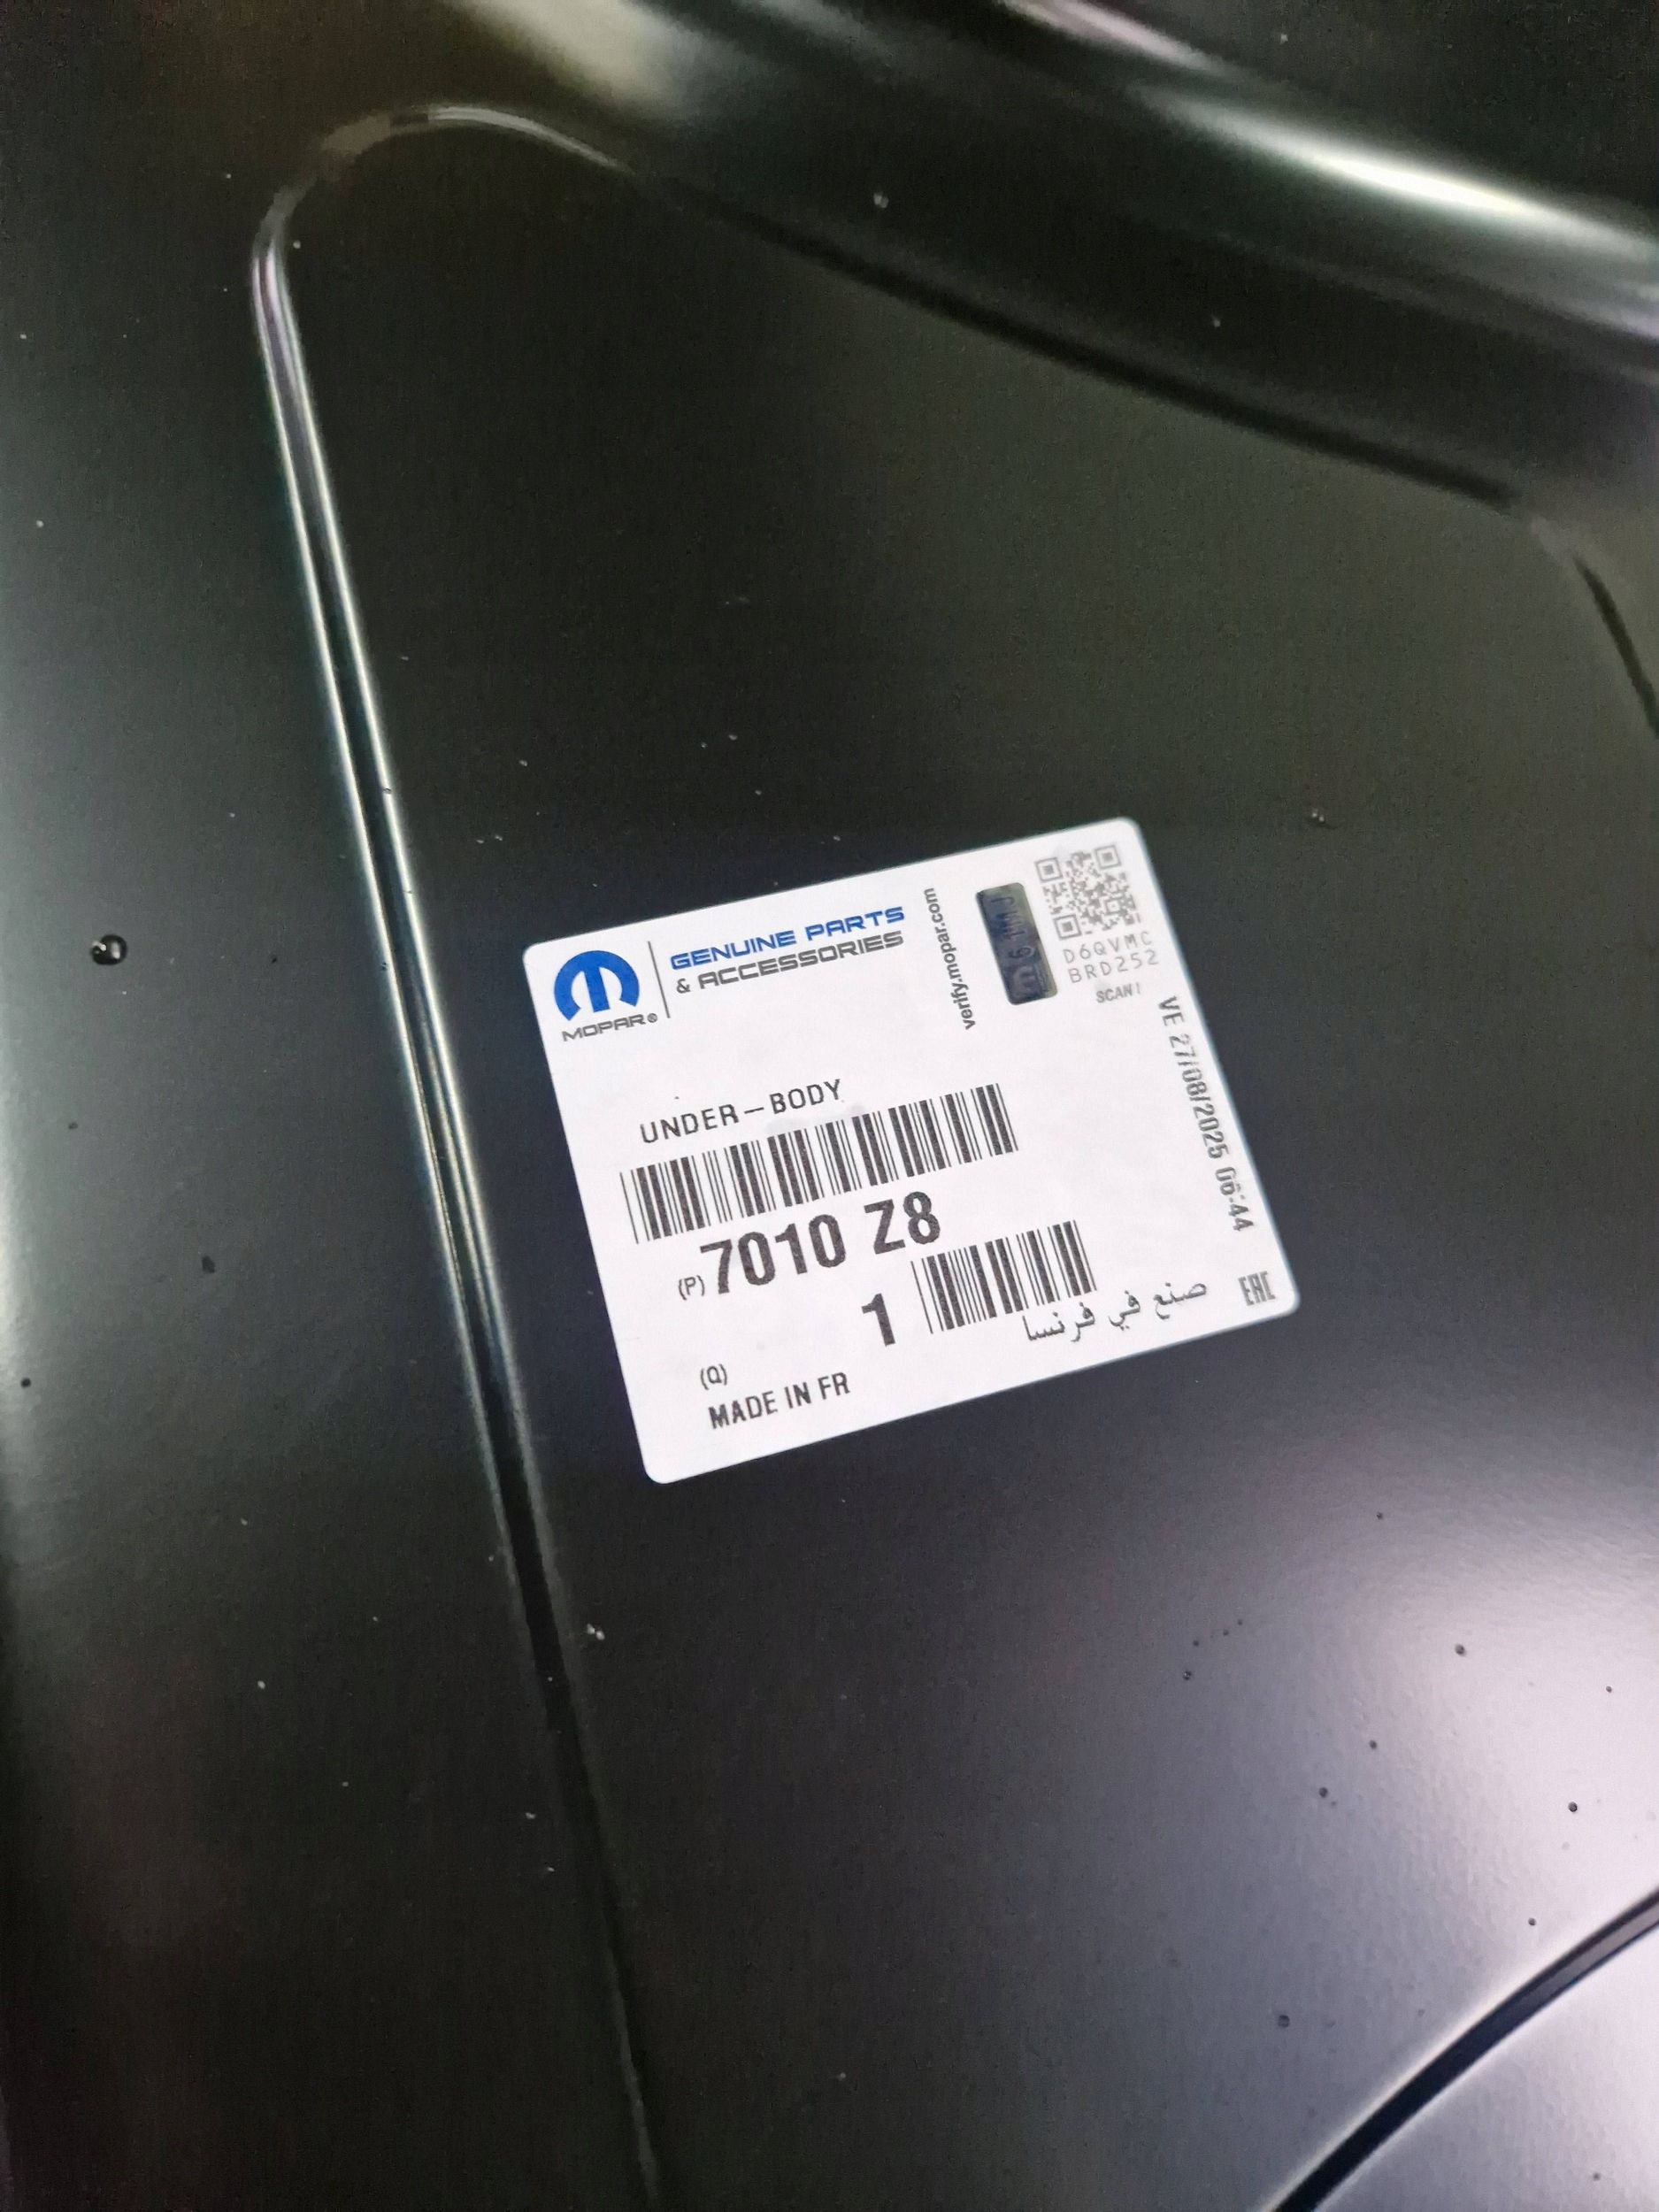 MOPAR®
GENUINE PARTS
& ACCESSORIES
verify.mopar.com
D6QVMC
BRD252
SCAN!
VE 27/08/2025 06:44
UNDER-BODY
(P) 7010 Z8
(Q) 1
صنع في فرنسا
EAC
MADE IN FR